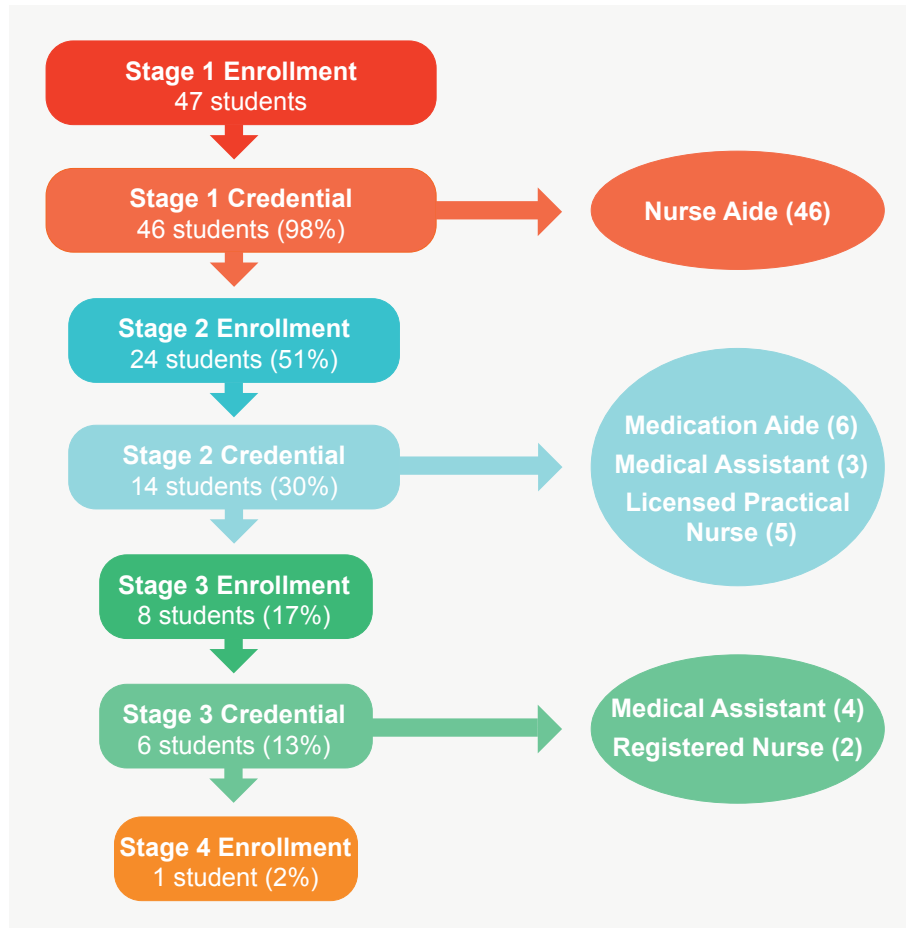 Stage 1 Enrollment
47 students
Stage 1 Credential
46 students (98%)
Nurse Aide (46)
Stage 2 Enrollment
24 students (51%)
Stage 2 Credential
14 students (30%)
Medication Aide (6)
Medical Assistant (3)
Licensed Practical
Nurse (5)
Stage 3 Enrollment
8 students (17%)
Stage 3 Credential
6 students (13%)
Medical Assistant (4)
Registered Nurse (2)
Stage 4 Enrollment
1 student (2%)